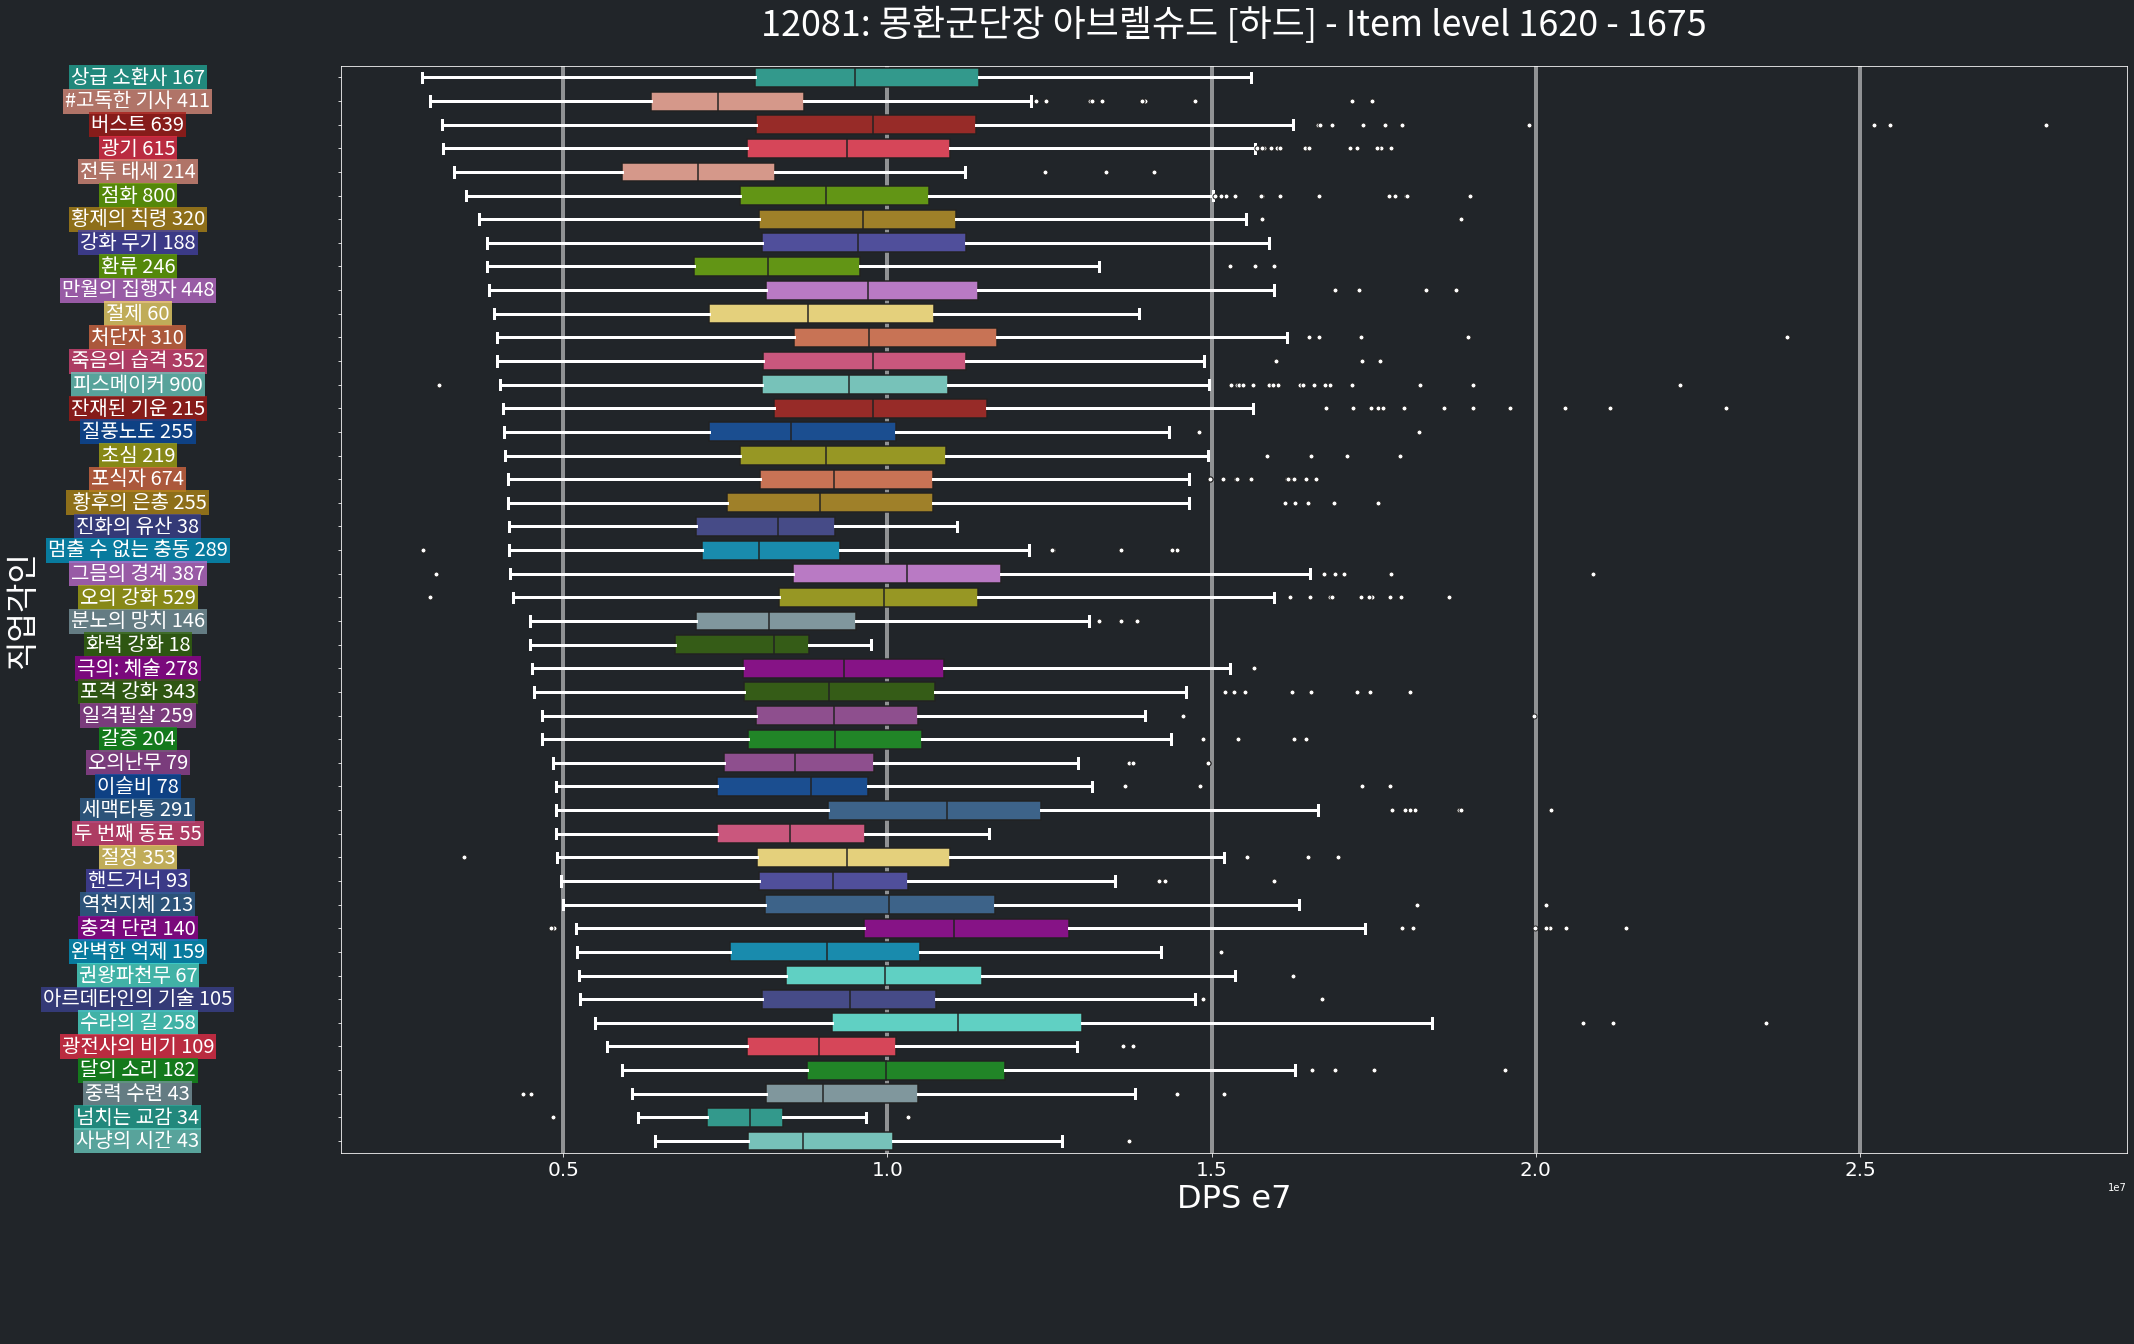 12081: 몽환군단장 아브렐슈드 [하드] - Item level 1620 - 1675
상급 소환사 167
#고독한 기사 411
버스트 639
광기 615
전투 태세 214
점화 800
황제의 칙령 320
강화 무기 188
환류 246
만월의 집행자 448
절제 60
처단자 310
죽음의 습격 352
피스메이커 900
잔재된 기운 215
질풍노도 255
초심 219
포식자 674
황후의 은총 255
진화의 유산 38
멈출 수 없는 충동 289
그믐의 경계 387
오의 강화 529
분노의 망치 146
화력 강화 18
극의: 체술 278
포격 강화 343
일격필살 259
갈증 204
오의난무 79
이슬비 78
세맥타통 291
두 번째 동료 55
절정 353
핸드거너 93
역천지체 213
충격 단련 140
완벽한 억제 159
권왕파천무 67
아르데타인의 기술 105
수라의 길 258
광전사의 비기 109
달의 소리 182
중력 수련 43
넘치는 교감 34
사냥의 시간 43
직업각인
0.5 1.0 1.5 2.0 2.5
DPS e7
1e7